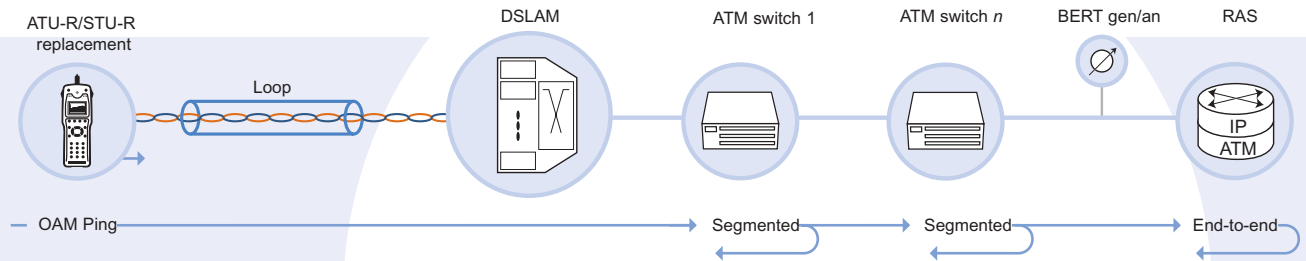 ATU-R/STU-R
replacement
DSLAM
ATM switch 1
ATM switch n
BERT gen/an
RAS
Loop
IP
ATM
OAM Ping
Segmented
Segmented
End-to-end